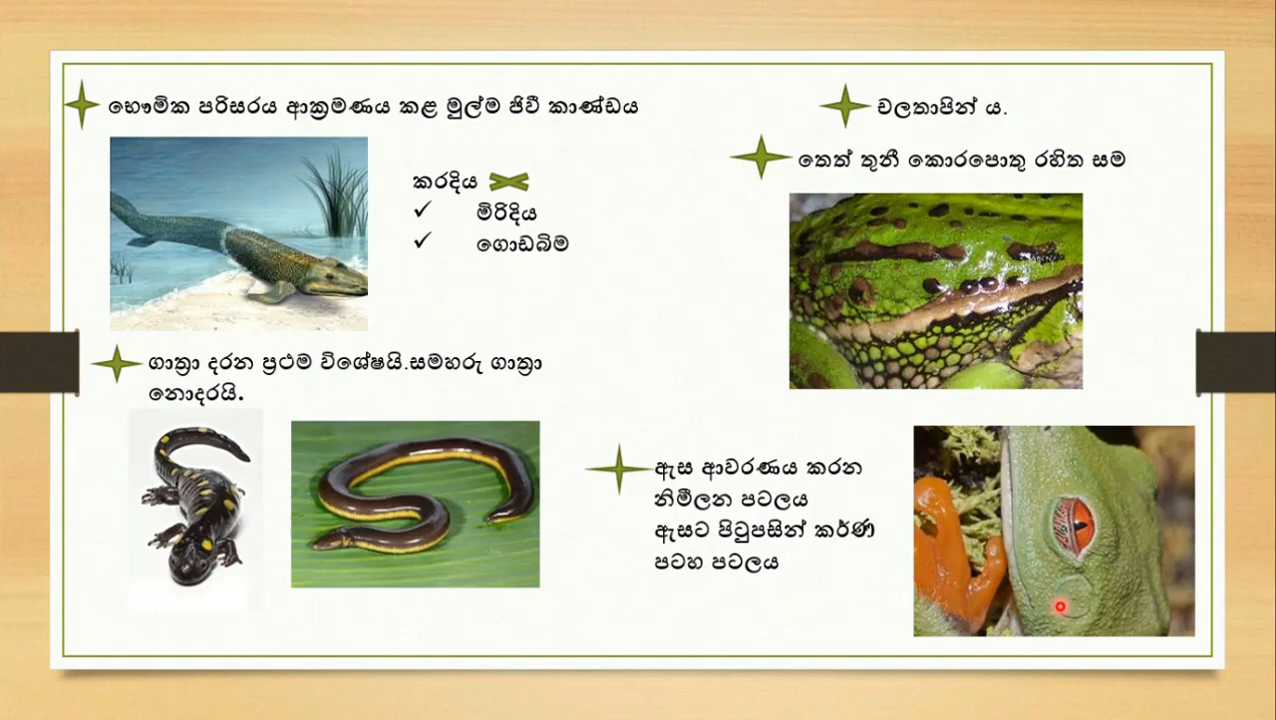 භෞමික පරිසරය ආක්‍රමණය කළ මුල්ම ජිවී කාණ්ඩය
කරදිය
✓ මිරිදිය
✓ ගොඩබිම
ගාත්‍රා දරන ප්‍රථම විශේෂයි.සමහරු ගාත්‍රා
නොදරයි.
චලතාපින් ය.
තෙත් තුනී කොරපොතු රහිත සම
ඇස ආවරණය කරන
නිමීලන පටලය
ඇසට පිටුපසින් කර්ණ
පටහ පටලය